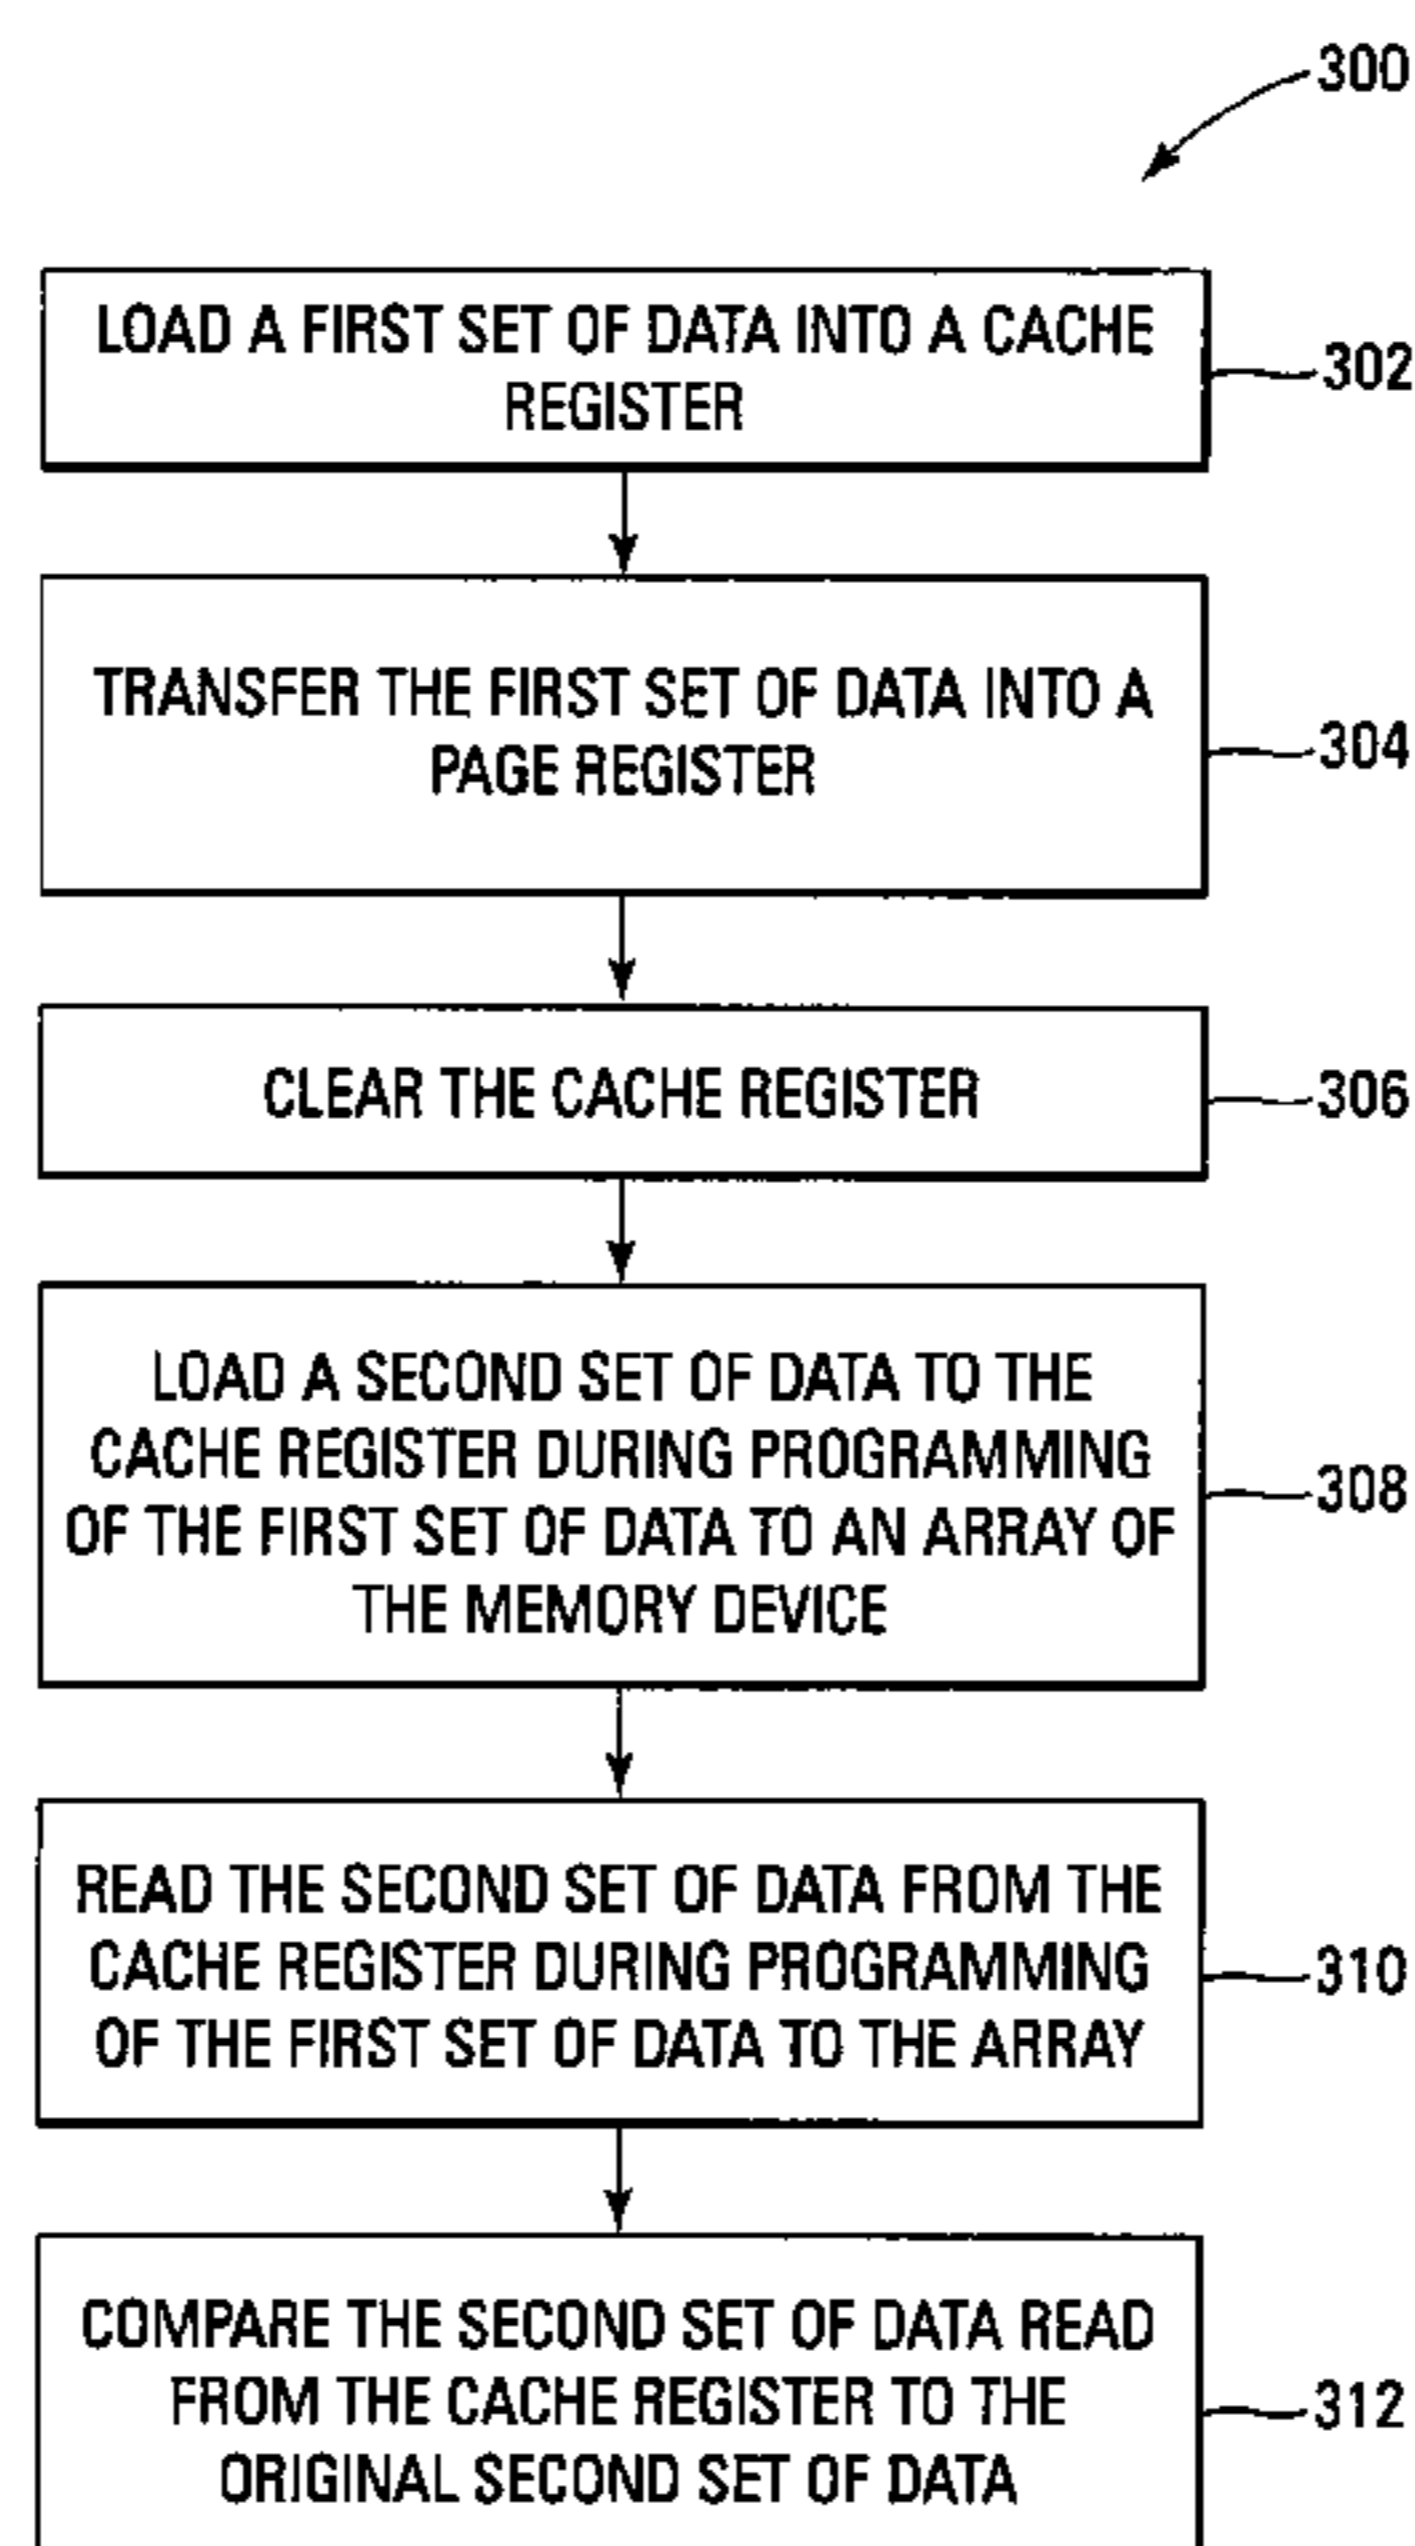 300
LOAD A FIRST SET OF DATA INTO A CACHE
REGISTER
302
TRANSFER THE FIRST SET OF DATA INTO A
PAGE REGISTER
304
CLEAR THE CACHE REGISTER
306
LOAD A SECOND SET OF DATA TO THE
CACHE REGISTER DURING PROGRAMMING
OF THE FIRST SET OF DATA TO AN ARRAY OF
THE MEMORY DEVICE
308
READ THE SECOND SET OF DATA FROM THE
CACHE REGISTER DURING PROGRAMMING
OF THE FIRST SET OF DATA TO THE ARRAY
310
COMPARE THE SECOND SET OF DATA READ
FROM THE CACHE REGISTER TO THE
ORIGINAL SECOND SET OF DATA
312